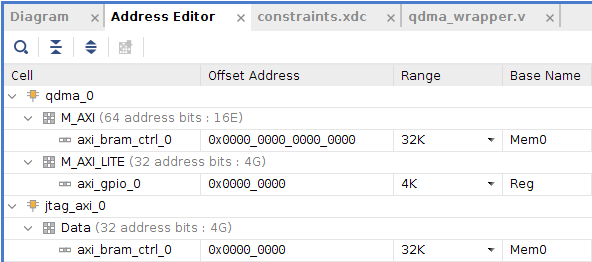 Diagram × Address Editor × constraints.xdc × qdma_wrapper.v ×
Cell Offset Address Range Base Name
qdma_0
M_AXI (64 address bits : 16E)
axi_bram_ctrl_0 0x0000_0000_0000_0000 32K Mem0
M_AXI_LITE (32 address bits : 4G)
axi_gpio_0 0x0000_0000 4K Reg
jtag_axi_0
Data (32 address bits : 4G)
axi_bram_ctrl_0 0x0000_0000 32K Mem0